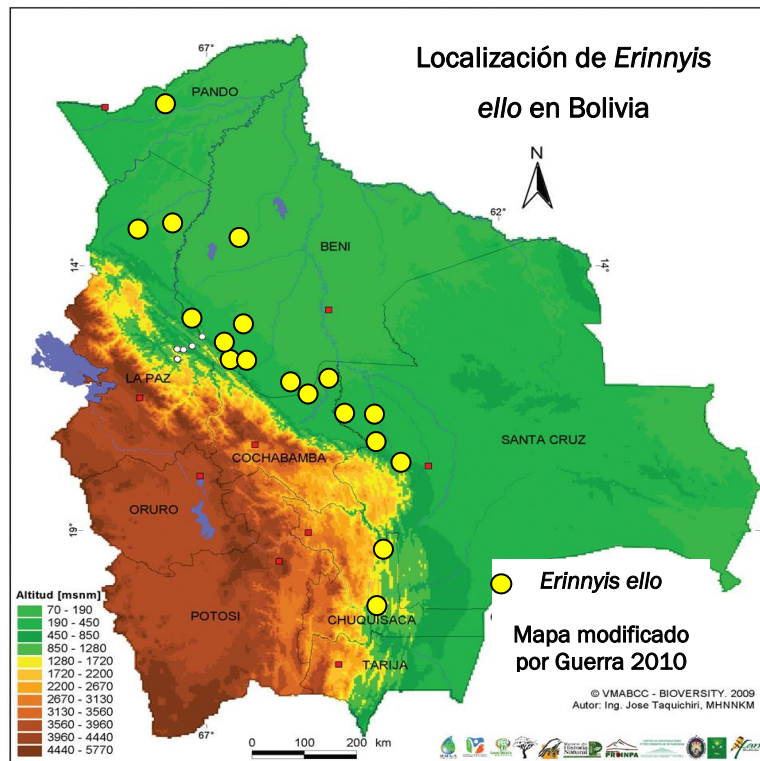 Localización de Erinnyis
ello en Bolivia
67°
PANDO
N
62°
BENI
14°
14°
LA PAZ
SANTA CRUZ
COCHABAMBA
ORURO
19°
Erinnyis ello
Altitud [msnm]
70 - 190
190 - 450
450 - 850
850 - 1280
1280 - 1720
1720 - 2200
2200 - 2670
2670 - 3130
3130 - 3560
3560 - 3960
3960 - 4440
4440 - 5770
POTOSI
CHUQUISACA
TARIJA
Mapa modificado
por Guerra 2010
© VMABCC - BIOVERSITY. 2009
Autor: Ing. Jose Taquichiri, MHNNKM
67°
0 100 200 km
Historia
Natural
PROINPA